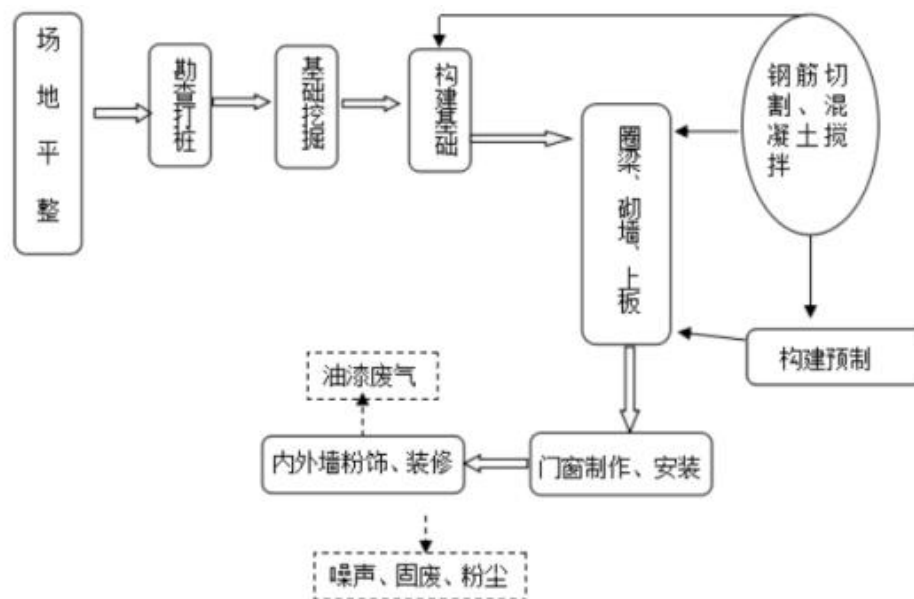 场地平整
勘查打桩
基础挖掘
构建基础
钢筋切
割、混
凝土搅
拌
圈梁、砌墙、上板
构建预制
油漆废气
内外墙粉饰、装修
门窗制作、安装
噪声、固废、粉尘